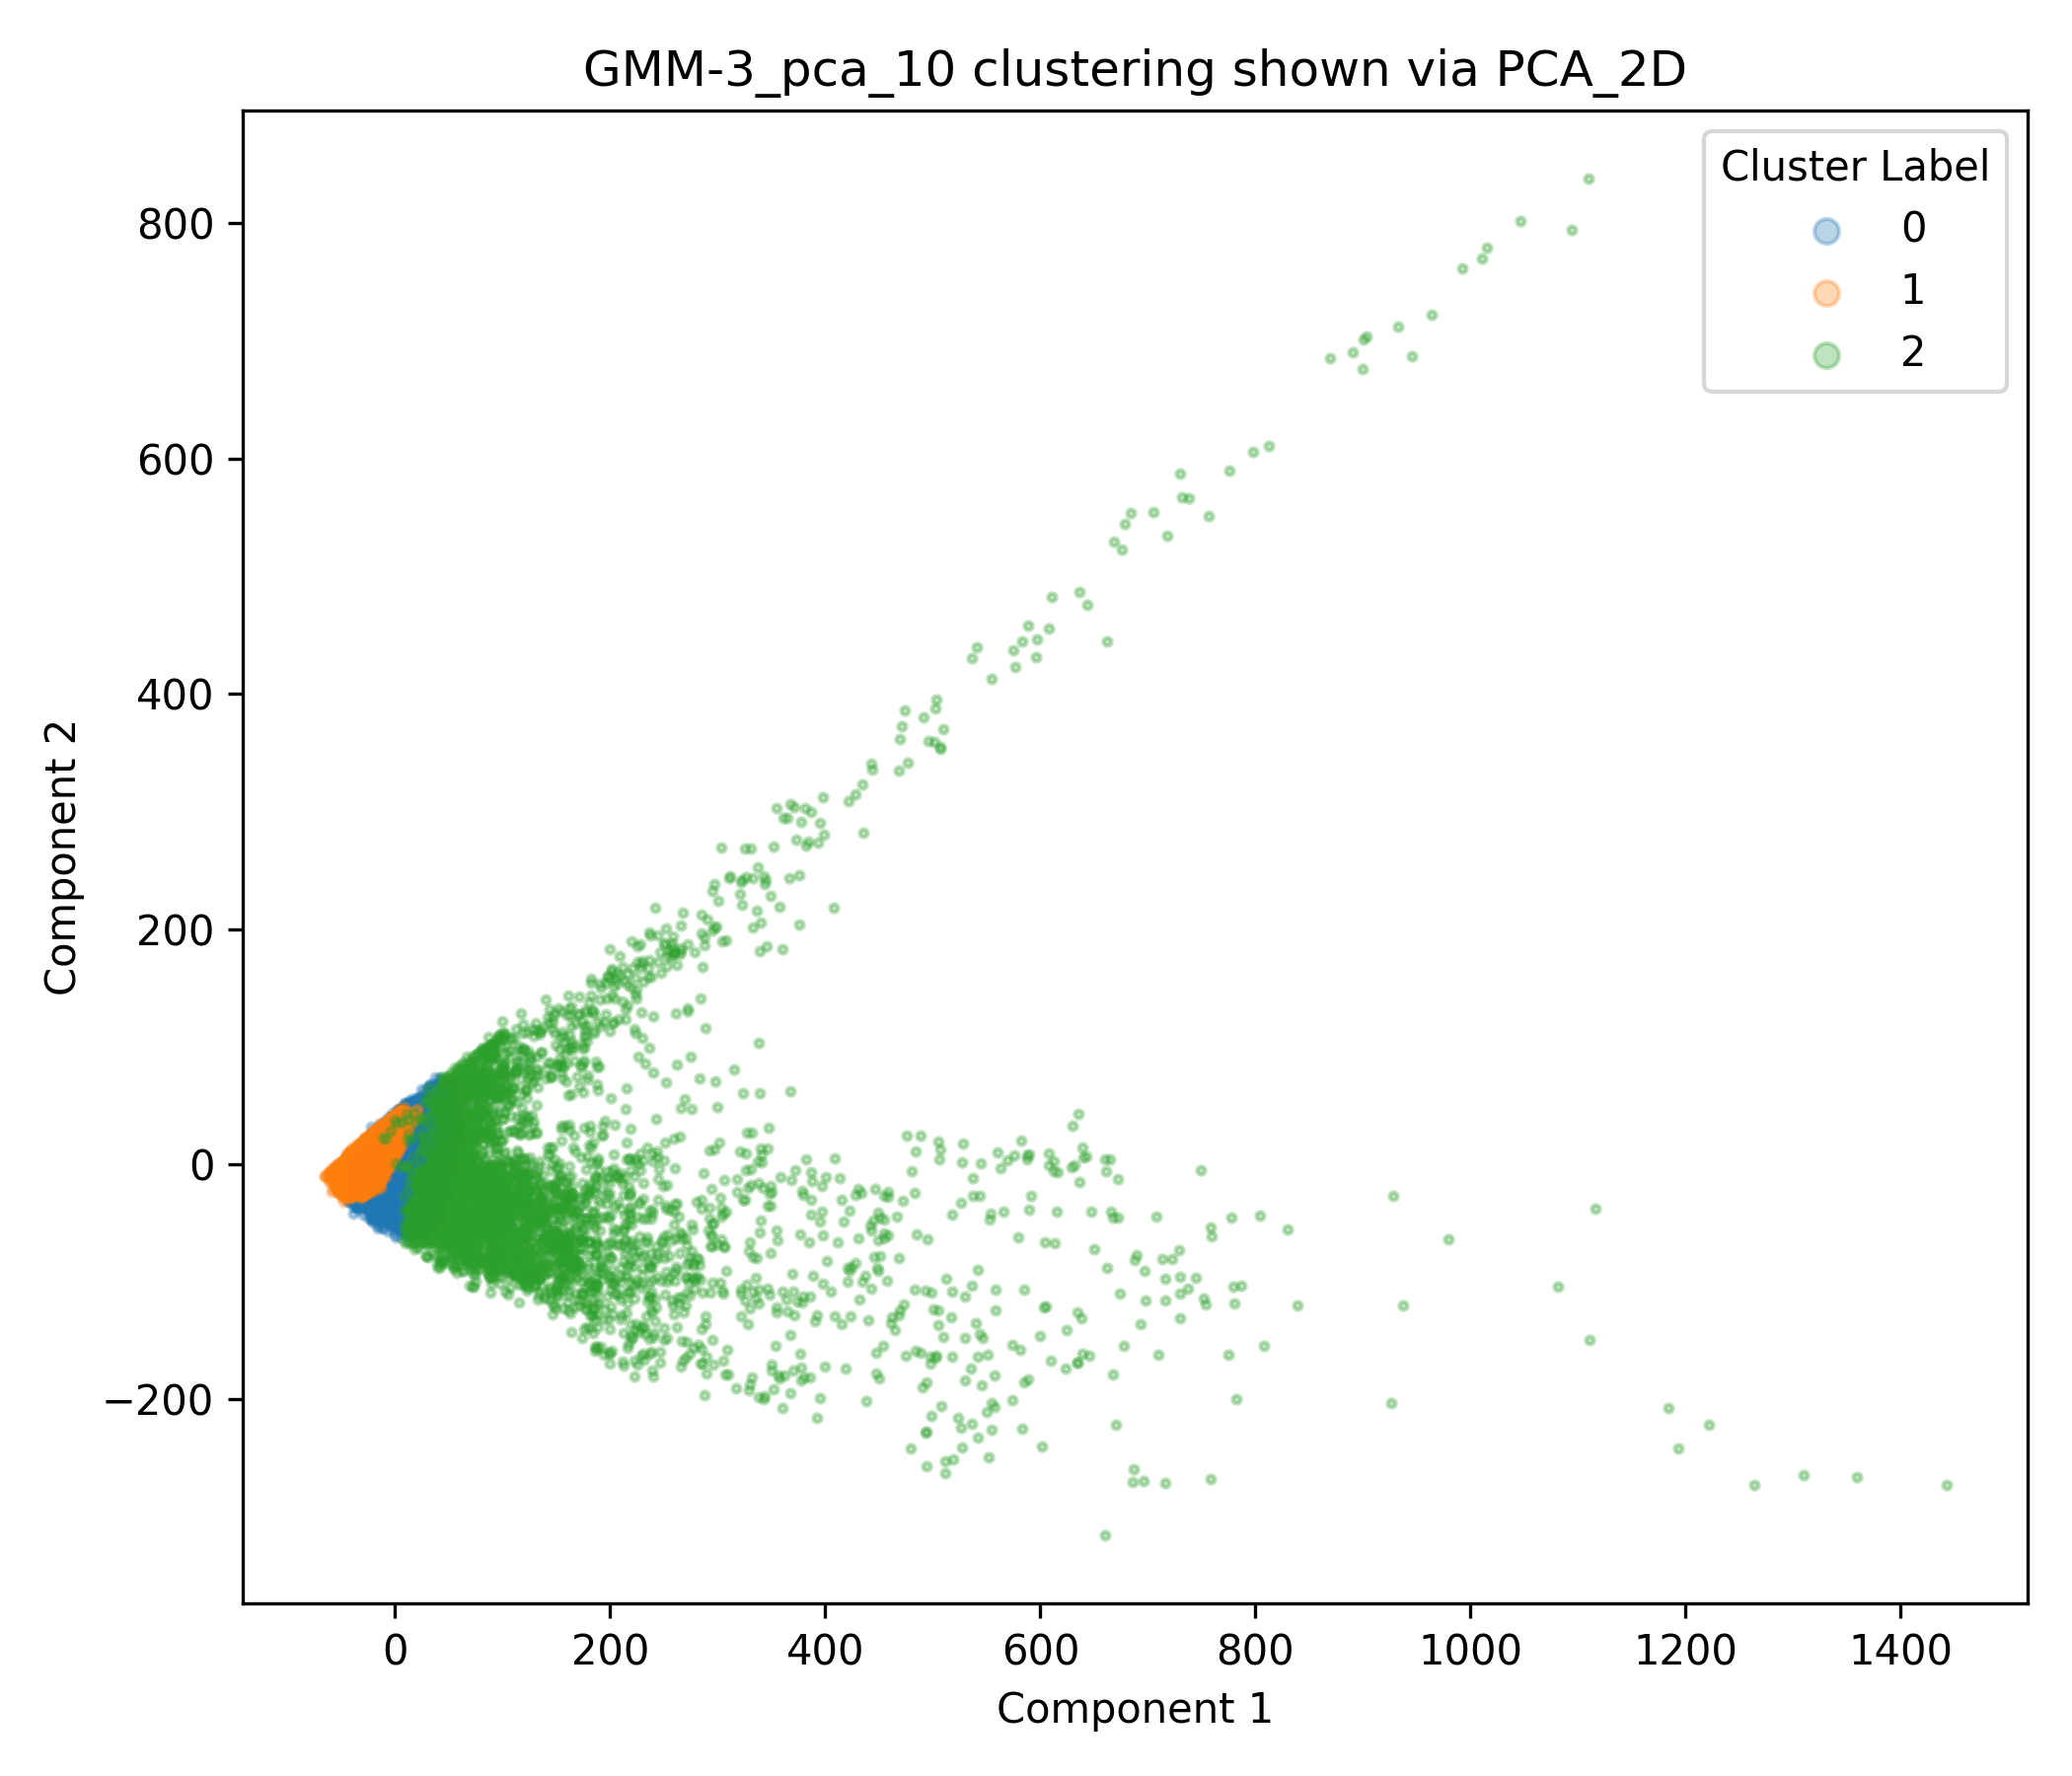 GMM-3_pca_10 clustering shown via PCA_2D
Cluster Label
0
1
2
800
600
400
200
0
−200
Component 2
0 200 400 600 800 1000 1200 1400
Component 1